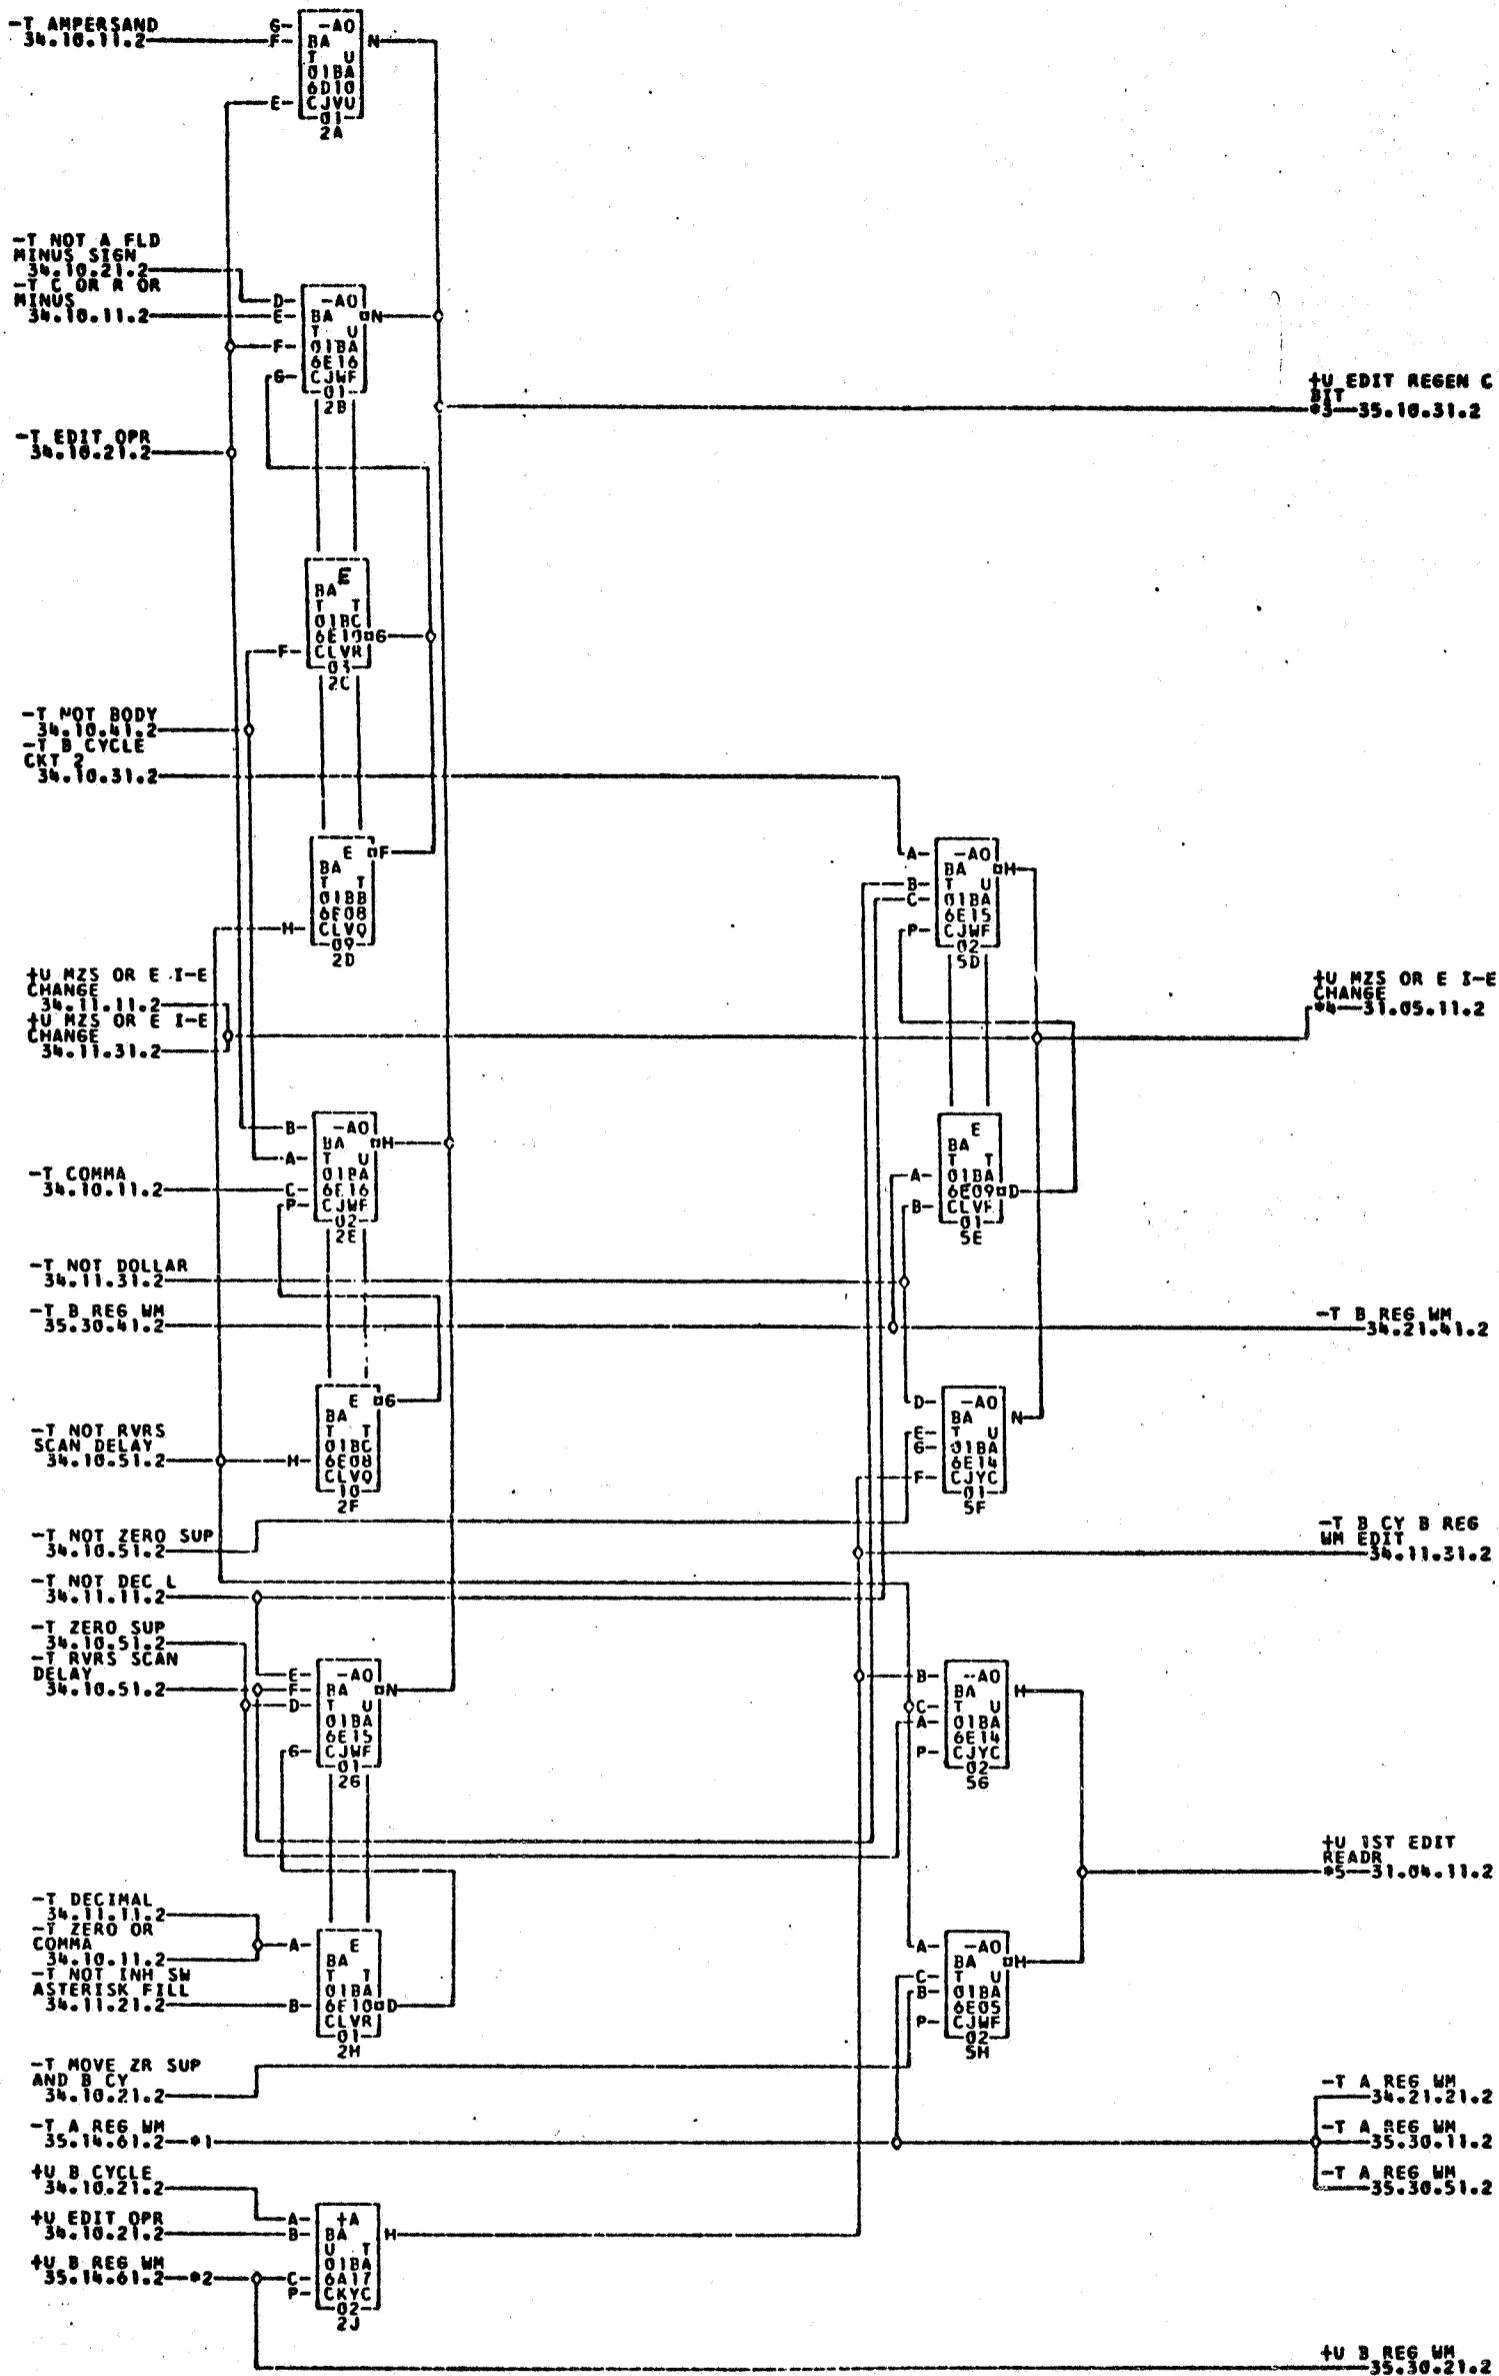 -T AMPERSAND
34.10.11.2
G-
F-
E-
-AO
BA N
T U
01BA
6D10
CJVU
01
2A
-T NOT A FLD
MINUS SIGN
34.10.21.2
-T C OR R OR
MINUS
34.10.11.2
D-
E-
F-
G-
-AO
BA N
T U
01BA
6E16
CJWF
01
2B
+U EDIT REGEN C
BIT
*3 35.10.31.2
-T EDIT OPR
34.10.21.2
E
BA
T T
01BC
6E10 G
F- CLVR
03
2C
-T NOT BODY
34.10.41.2
-T B CYCLE
CKT 2
34.10.31.2
E F
BA
T T
01BB
6E08
H- CLVQ
09
2D
A- -AO
BA H
B- T U
C- 01BA
6E15
P- CJWF
02
5D
+U MZS OR E I-E
CHANGE
34.11.11.2
+U MZS OR E I-E
CHANGE
34.11.31.2
+U MZS OR E I-E
CHANGE
*4 31.05.11.2
B- -AO
BA H
A- T U
01BA
C- 6E16
P- CJWF
02
2E
-T COMMA
34.10.11.2
E
BA
T T
A- 01BA
6E09 D
B- CLVF
01
5E
-T NOT DOLLAR
34.11.31.2
-T B REG WM
35.30.41.2
-T B REG WM
34.21.41.2
E G
BA
T T
01BC
H- 6E08
CLVQ
10
2F
-T NOT RVRS
SCAN DELAY
34.10.51.2
D- -AO
BA N
E- T U
G- 01BA
6E14
F- CJYC
01
5F
-T NOT ZERO SUP
34.10.51.2
-T B CY B REG
WM EDIT
34.11.31.2
-T NOT DEC L
34.11.11.2
-T ZERO SUP
34.10.51.2
-T RVRS SCAN
DELAY
34.10.51.2
E- -AO
F- BA N
D- T U
01BA
6E15
G- CJWF
01
2G
B- -AO
BA H
C- T U
A- 01BA
6E14
P- CJYC
02
5G
+U 1ST EDIT
READR
*5 31.04.11.2
-T DECIMAL
34.11.11.2
-T ZERO OR
COMMA
34.10.11.2
-T NOT INH SW
ASTERISK FILL
34.11.21.2
A- E
BA
T T
01BA
B- 6E10 D
CLVR
01
2H
A- -AO
BA H
C- T U
B- 01BA
6E05
P- CJWF
02
5H
-T MOVE ZR SUP
AND B CY
34.10.21.2
-T A REG WM
35.14.61.2 *1
-T A REG WM
34.21.21.2
-T A REG WM
35.30.11.2
-T A REG WM
35.30.51.2
+U B CYCLE
34.10.21.2
+U EDIT OPR
34.10.21.2
+U B REG WM
35.14.61.2 *2
A- +A
B- BA H
U T
01BA
C- 6A17
P- CKYC
02
2J
+U B REG WM
35.30.21.2